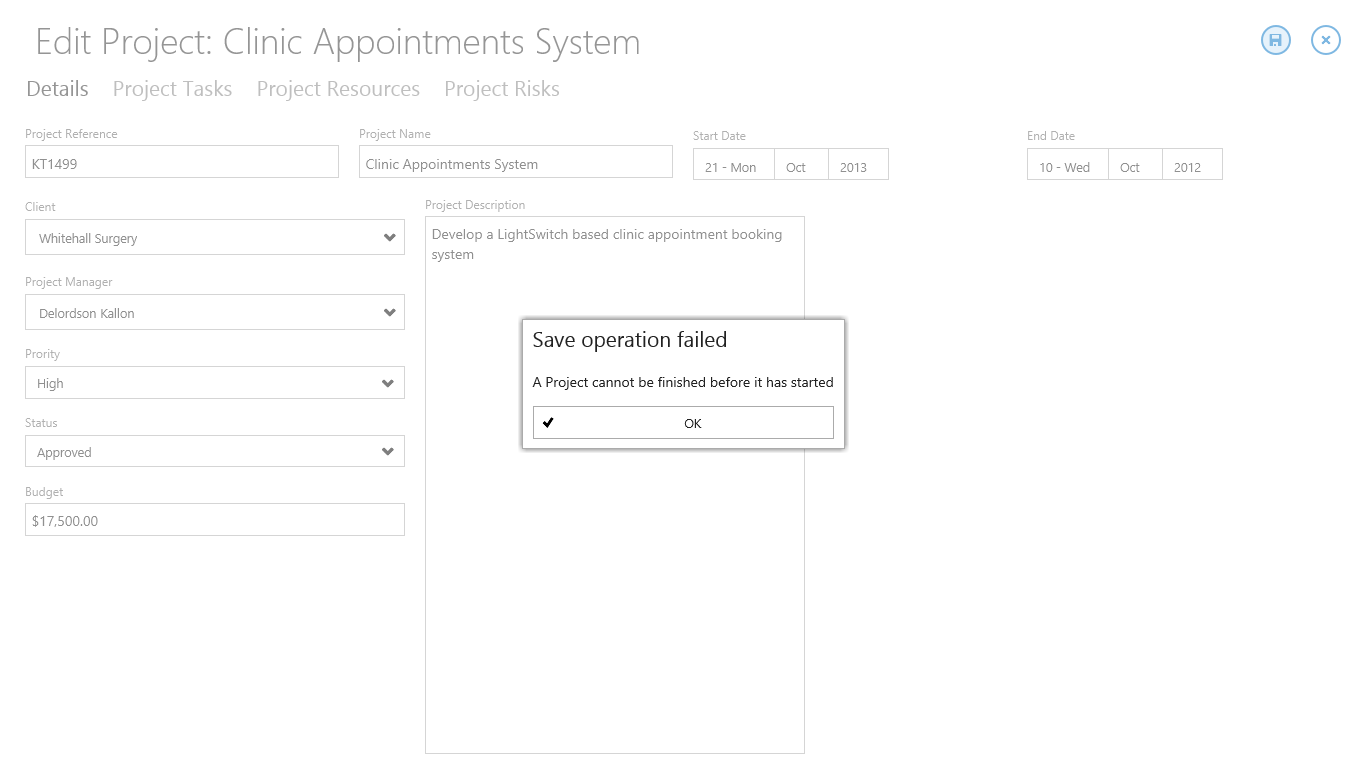 Edit Project: Clinic Appointments System
Details Project Tasks Project Resources Project Risks
Project Reference Project Name Start Date End Date
KT1499 Clinic Appointments System 21 - Mon Oct 2013 10 - Wed Oct 2012
Client
Whitehall Surgery
Project Manager
Delordson Kallon
Prority
High
Status
Approved
Budget
$17,500.00
Project Description
Develop a LightSwitch based clinic appointment booking
system
Save operation failed
A Project cannot be finished before it has started
OK